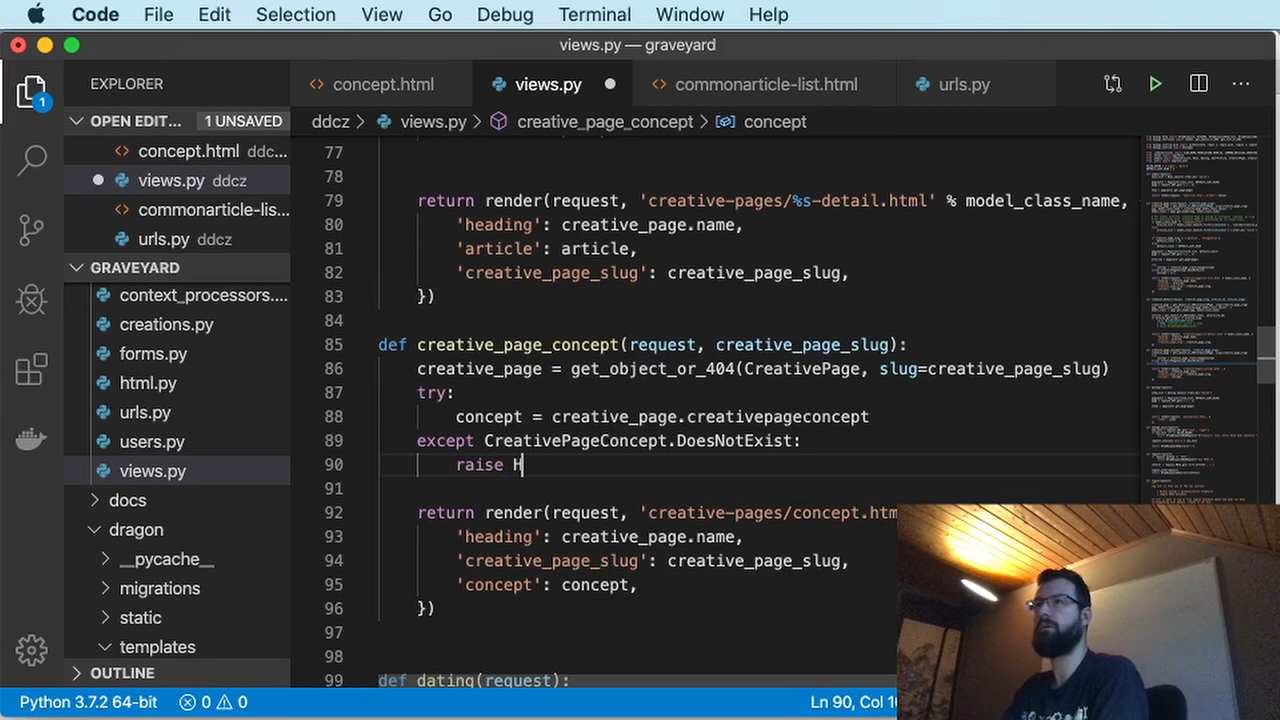 Code File Edit Selection View Go Debug Terminal Window Help
views.py — graveyard
EXPLORER
concept.html
views.py
commonarticle-list.html
urls.py
1
OPEN EDIT... 1 UNSAVED
ddcz > views.py > creative_page_concept > concept
concept.html ddc...
views.py ddcz
commonarticle-lis...
urls.py ddcz
GRAVEYARD
context_processors....
creations.py
forms.py
html.py
urls.py
users.py
views.py
docs
dragon
__pycache__
migrations
static
templates
OUTLINE
77
78
79 return render(request, 'creative-pages/%s-detail.html' % model_class_name,
80 'heading': creative_page.name,
81 'article': article,
82 'creative_page_slug': creative_page_slug,
83 })
84
85 def creative_page_concept(request, creative_page_slug):
86 creative_page = get_object_or_404(CreativePage, slug=creative_page_slug)
87 try:
88 concept = creative_page.creativepageconcept
89 except CreativePageConcept.DoesNotExist:
90 raise H
91
92 return render(request, 'creative-pages/concept.htm
93 'heading': creative_page.name,
94 'creative_page_slug': creative_page_slug,
95 'concept': concept,
96 })
97
98
99 def dating(request):
Python 3.7.2 64-bit 0 0 Ln 90, Col